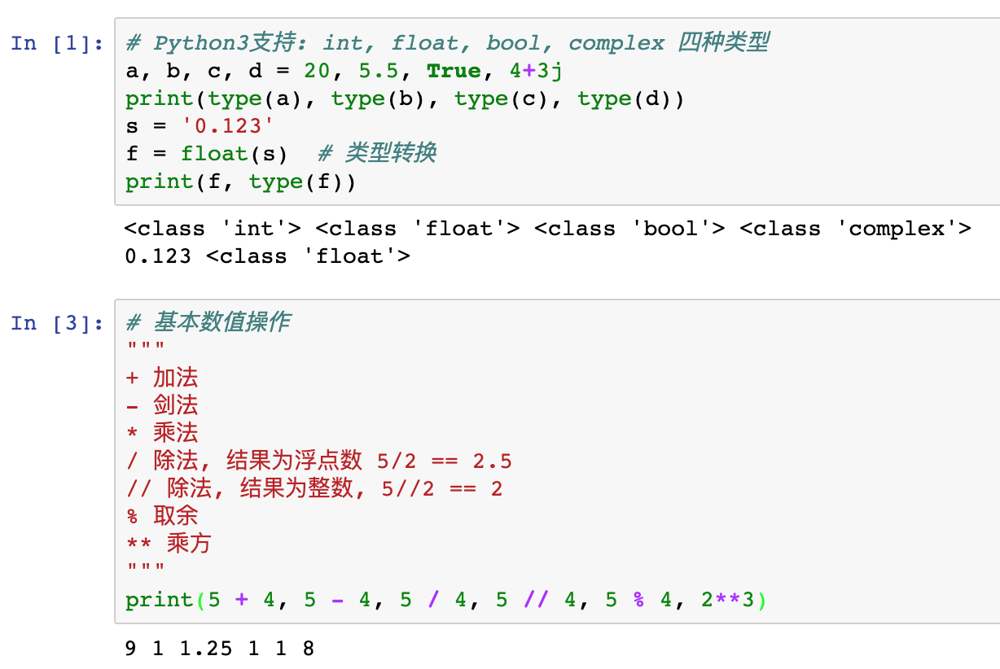 In [1]: # Python3支持：int, float, bool, complex 四种类型
a, b, c, d = 20, 5.5, True, 4+3j
print(type(a), type(b), type(c), type(d))
s = '0.123'
f = float(s)  # 类型转换
print(f, type(f))
<class 'int'> <class 'float'> <class 'bool'> <class 'complex'>
0.123 <class 'float'>
In [3]: # 基本数值操作
"""
+ 加法
- 剑法
* 乘法
/ 除法, 结果为浮点数 5/2 == 2.5
// 除法, 结果为整数, 5//2 == 2
% 取余
** 乘方
"""
print(5 + 4, 5 - 4, 5 / 4, 5 // 4, 5 % 4, 2**3)
9 1 1.25 1 1 8